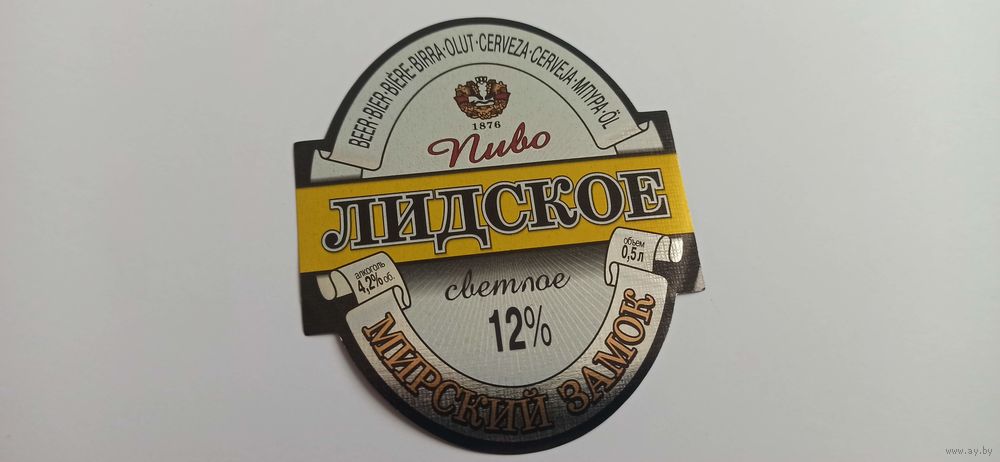 BEER·BIER·BIÈRE·BIRRA·OLUT·CERVEZA·CERVEJA·МПУРА·ÖL
1876
Пиво
ЛИДСКОЕ
алкоголь
4,2% об.
объем
0,5 л
светлое
12%
МИРСКИЙ ЗАМОК
www.ay.by